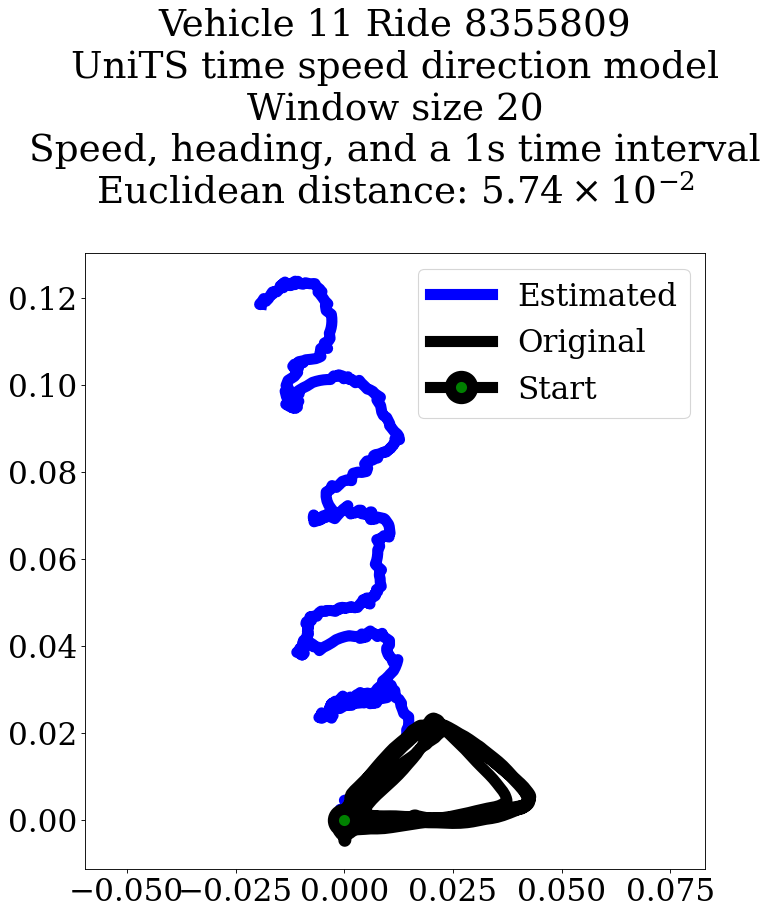 Vehicle 11 Ride 8355809
UniTS time speed direction model
Window size 20
Speed, heading, and a 1s time interval
Euclidean distance: 5.74 × 10⁻²
Estimated
Original
Start
0.12
0.10
0.08
0.06
0.04
0.02
0.00
−0.050 −0.025 0.000 0.025 0.050 0.075